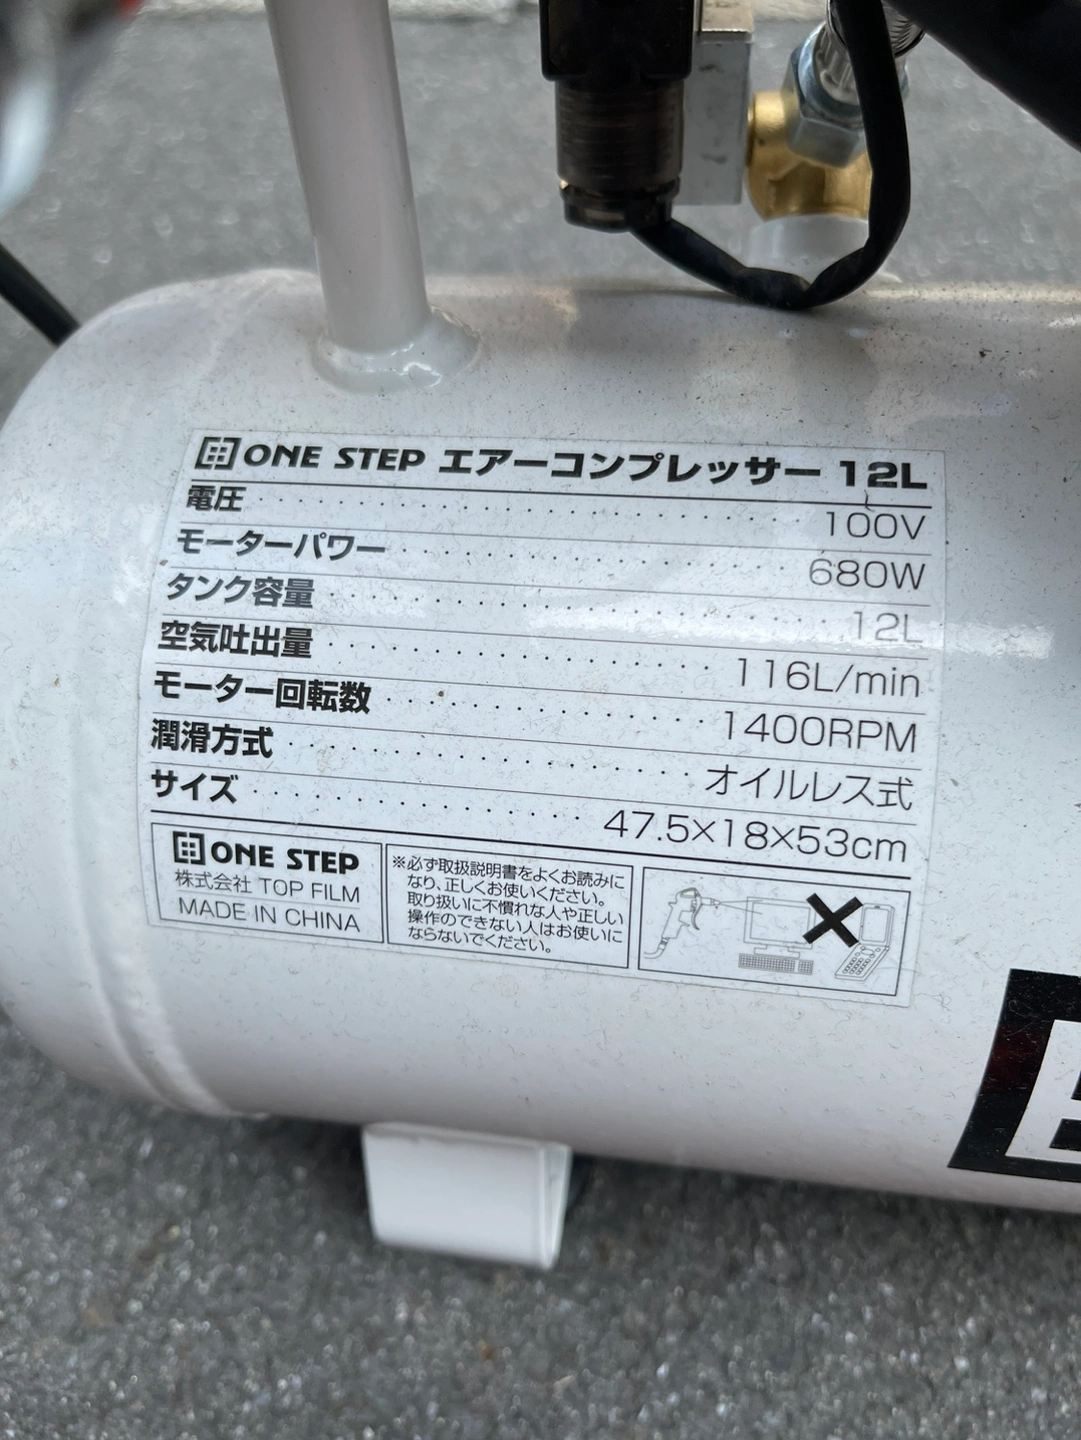 ONE STEP エアーコンプレッサー 12L
電圧 100V
モーターパワー 680W
タンク容量 12L
空気吐出量 116L/min
モーター回転数 1400RPM
潤滑方式 オイルレス式
サイズ 47.5×18×53cm
ONE STEP
株式会社 TOP FILM
MADE IN CHINA
※必ず取扱説明書をよくお読みに
なり、正しくお使いください。
取り扱いに不慣れな人や正しい
操作のできない人はお使いに
ならないでください。